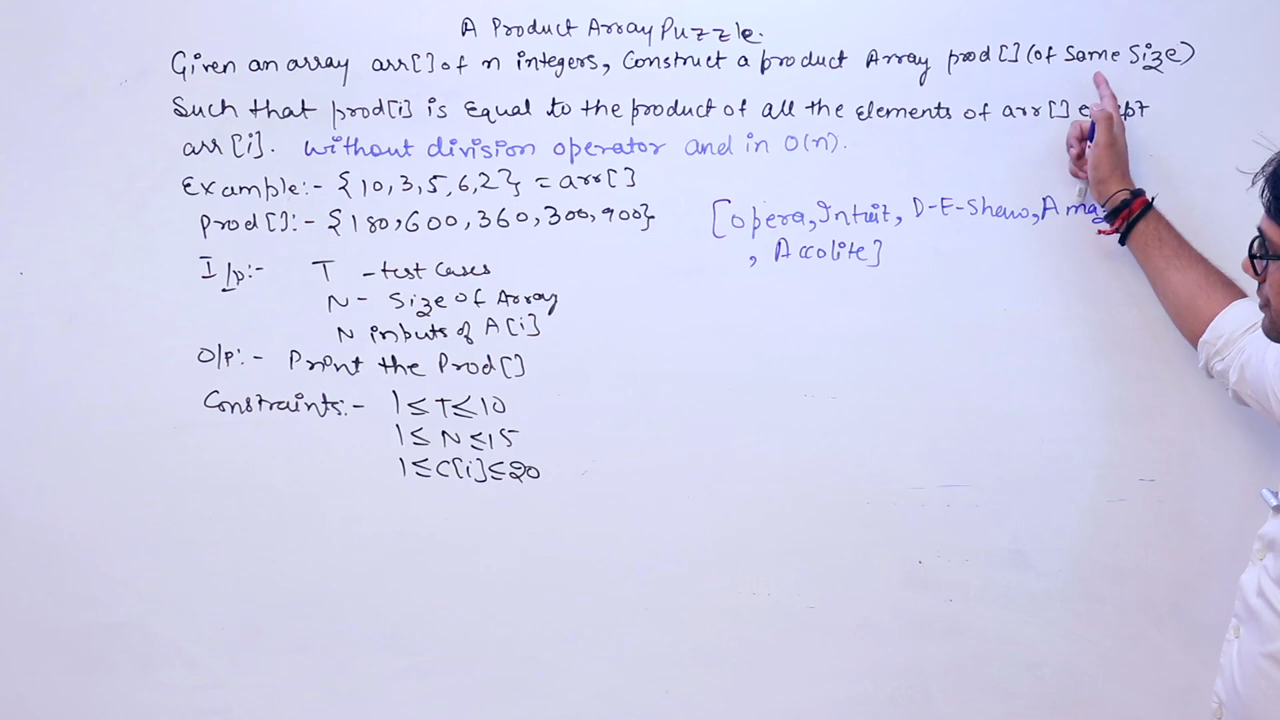 A Product Array Puzzle.
Given an array arr[] of n integers, Construct a product Array prod[] (of Same Size)
Such that prod[i] is Equal to the product of all the elements of arr[]
arr[i]. without division operator and in O(n).
Example:- {10,3,5,6,2} = arr[]
Prod[]:- {180,600,360,300,900}
[opera, Intuit, D-E-Shaw,
, Accolite]
I/p:- T - test cases
N - Size of Array
N inputs of A[i]
O/p:- Print the Prod[]
Constraints:- 1≤T≤10
1≤N≤15
1≤C[i]≤20